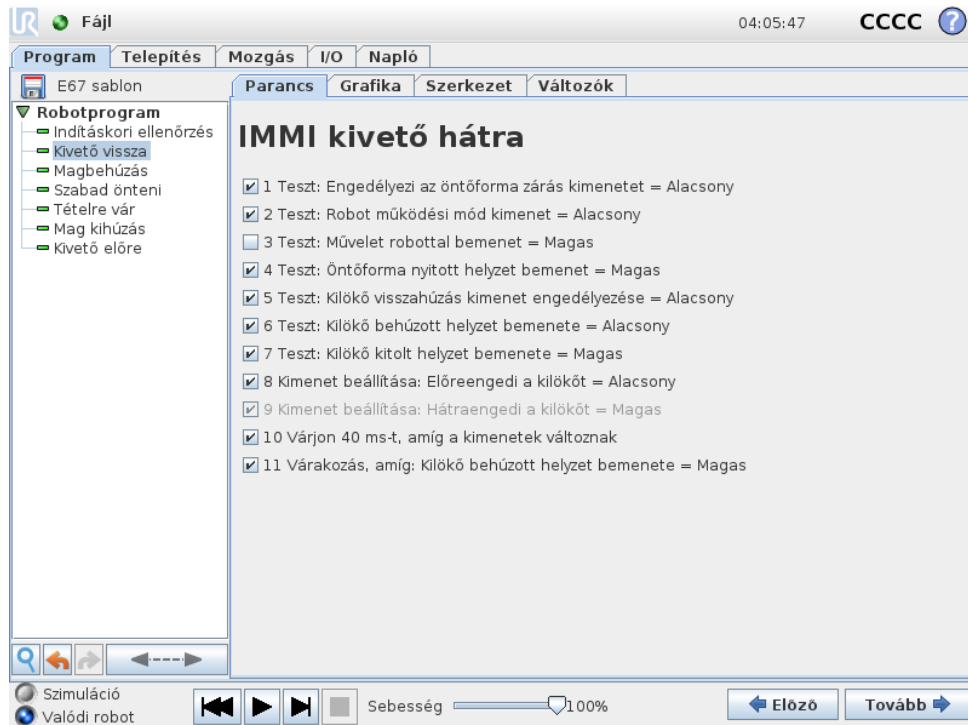 UR Fájl 04:05:47 CCCC ?
Program Telepítés Mozgás I/O Napló
E67 sablon
Parancs Grafika Szerkezet Változók
Robotprogram
Indításkori ellenőrzés
Kivető vissza
Magbehúzás
Szabad önteni
Tételre vár
Mag kihúzás
Kivető előre
IMMI kivető hátra
1 Teszt: Engedélyezi az öntőforma zárás kimenetet = Alacsony
2 Teszt: Robot működési mód kimenet = Alacsony
3 Teszt: Művelet robottal bemenet = Magas
4 Teszt: Öntőforma nyitott helyzet bemenet = Magas
5 Teszt: Kilökő visszahúzás kimenet engedélyezése = Alacsony
6 Teszt: Kilökő behúzott helyzet bemenete = Alacsony
7 Teszt: Kilökő kitolt helyzet bemenete = Magas
8 Kimenet beállítása: Előreengedi a kilökőt = Alacsony
9 Kimenet beállítása: Hátraengedi a kilökőt = Magas
10 Várjon 40 ms-t, amíg a kimenetek változnak
11 Várakozás, amíg: Kilökő behúzott helyzet bemenete = Magas
Szimuláció
Valódi robot
Sebesség 100%
Előző
Tovább